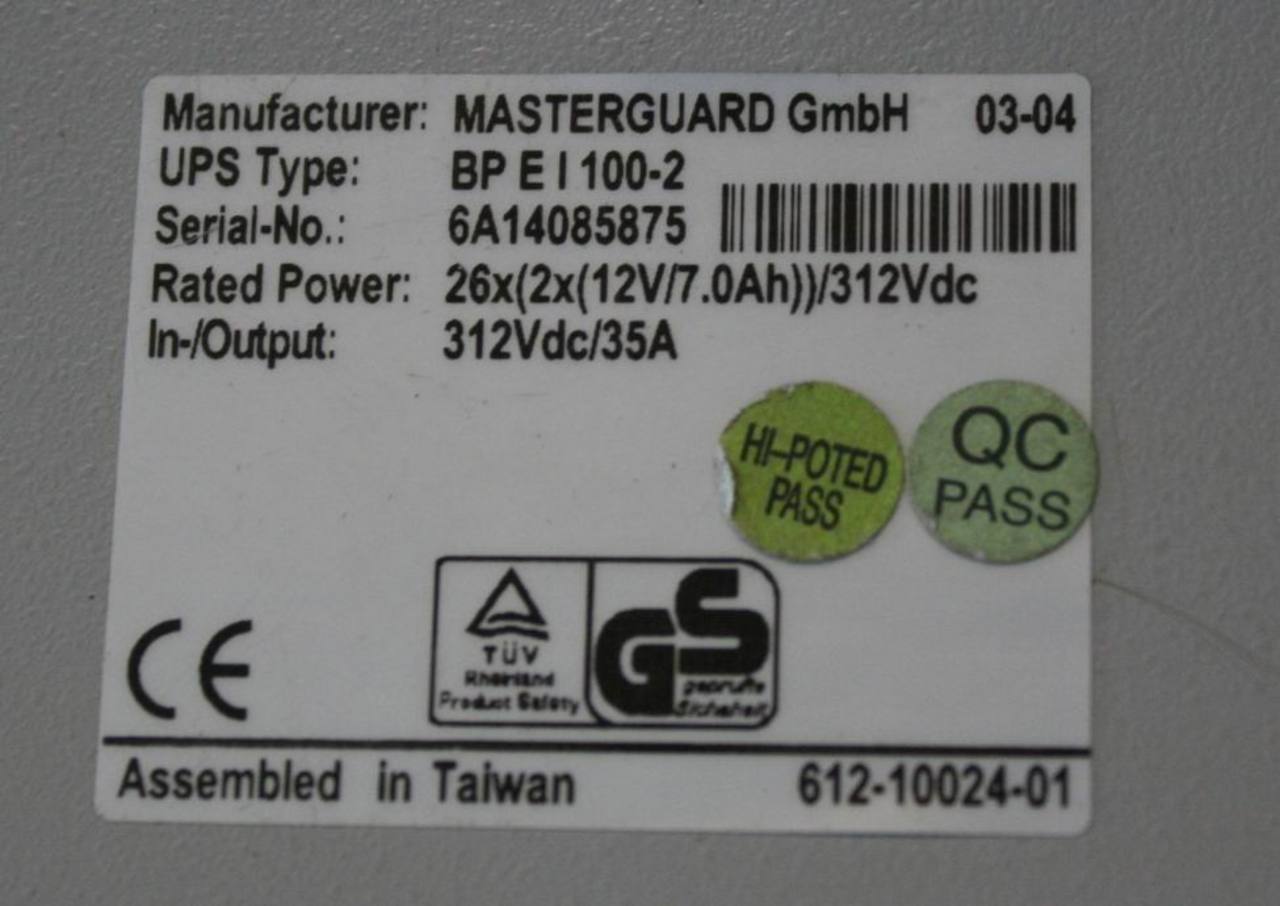 Manufacturer: MASTERGUARD GmbH 03-04
UPS Type: BP E I 100-2
Serial-No.: 6A14085875
Rated Power: 26x(2x(12V/7.0Ah))/312Vdc
In-/Output: 312Vdc/35A
HI-POTED
PASS
QC
PASS
CE
TÜV
Rheinland
Product Safety
GS
geprüfte
Sicherheit
Assembled in Taiwan 612-10024-01